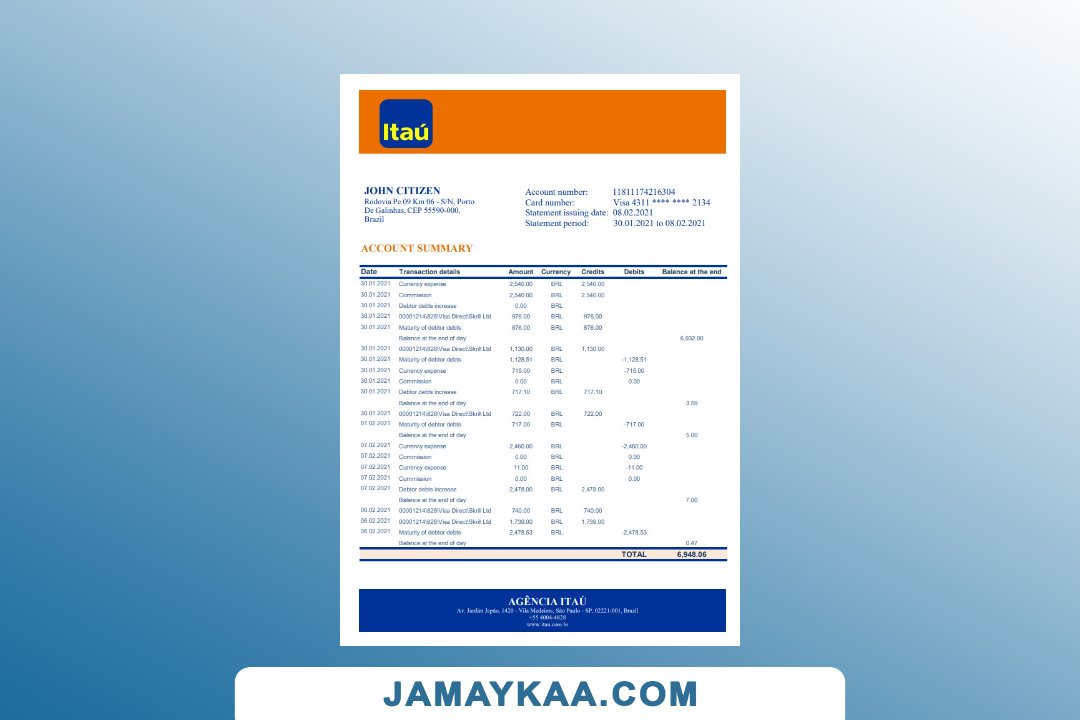 Itaú
JOHN CITIZEN
Rodovia Pe 09 Km 06 - S/N, Porto
De Galinhas, CEP 55590-000,
Brazil
Account number: 11811174216304
Card number: Visa 4311 **** **** 2134
Statement issuing date: 08.02.2021
Statement period: 30.01.2021 to 08.02.2021
ACCOUNT SUMMARY
Date Transaction details Amount Currency Credits Debits Balance at the end
30.01.2021 Currency expense 2,540.00 BRL 2,540.00
30.01.2021 Commission 2,540.00 BRL 2,540.00
30.01.2021 Debtor debts increase 0.00 BRL
30.01.2021 00001214\826\Visa Direct\Skrill Ltd 976.00 BRL 976.00
30.01.2021 Maturity of debtor debts 876.00 BRL 876.00
Balance at the end of day 6,932.00
30.01.2021 00001214\826\Visa Direct\Skrill Ltd 1,130.00 BRL 1,130.00
30.01.2021 Maturity of debtor debts 1,128.51 BRL -1,128.51
30.01.2021 Currency expense 715.00 BRL -715.00
30.01.2021 Commission 0.00 BRL 0.00
30.01.2021 Debtor debts increase 717.10 BRL 717.10
Balance at the end of day 3.59
30.01.2021 00001214\826\Visa Direct\Skrill Ltd 722.00 BRL 722.00
01.02.2021 Maturity of debtor debts 717.00 BRL -717.00
Balance at the end of day 5.00
07.02.2021 Currency expense 2,460.00 BRL -2,460.00
07.02.2021 Commission 0.00 BRL 0.00
07.02.2021 Currency expense 11.00 BRL -11.00
07.02.2021 Commission 0.00 BRL 0.00
07.02.2021 Debtor debts increase 2,478.00 BRL 2,478.00
Balance at the end of day 7.00
06.02.2021 00001214\826\Visa Direct\Skrill Ltd 740.00 BRL 740.00
06.02.2021 00001214\826\Visa Direct\Skrill Ltd 1,739.00 BRL 1,739.00
06.02.2021 Maturity of debtor debts 2,478.53 BRL -2,478.53
Balance at the end of day 0.47
TOTAL 6,948.06
AGÊNCIA ITAÚ
Av. Jardim Japão, 1420 - Vila Medeiros, São Paulo - SP, 02221-001, Brazil
+55 4004-4828
www.itau.com.br
JAMAYKAA.COM